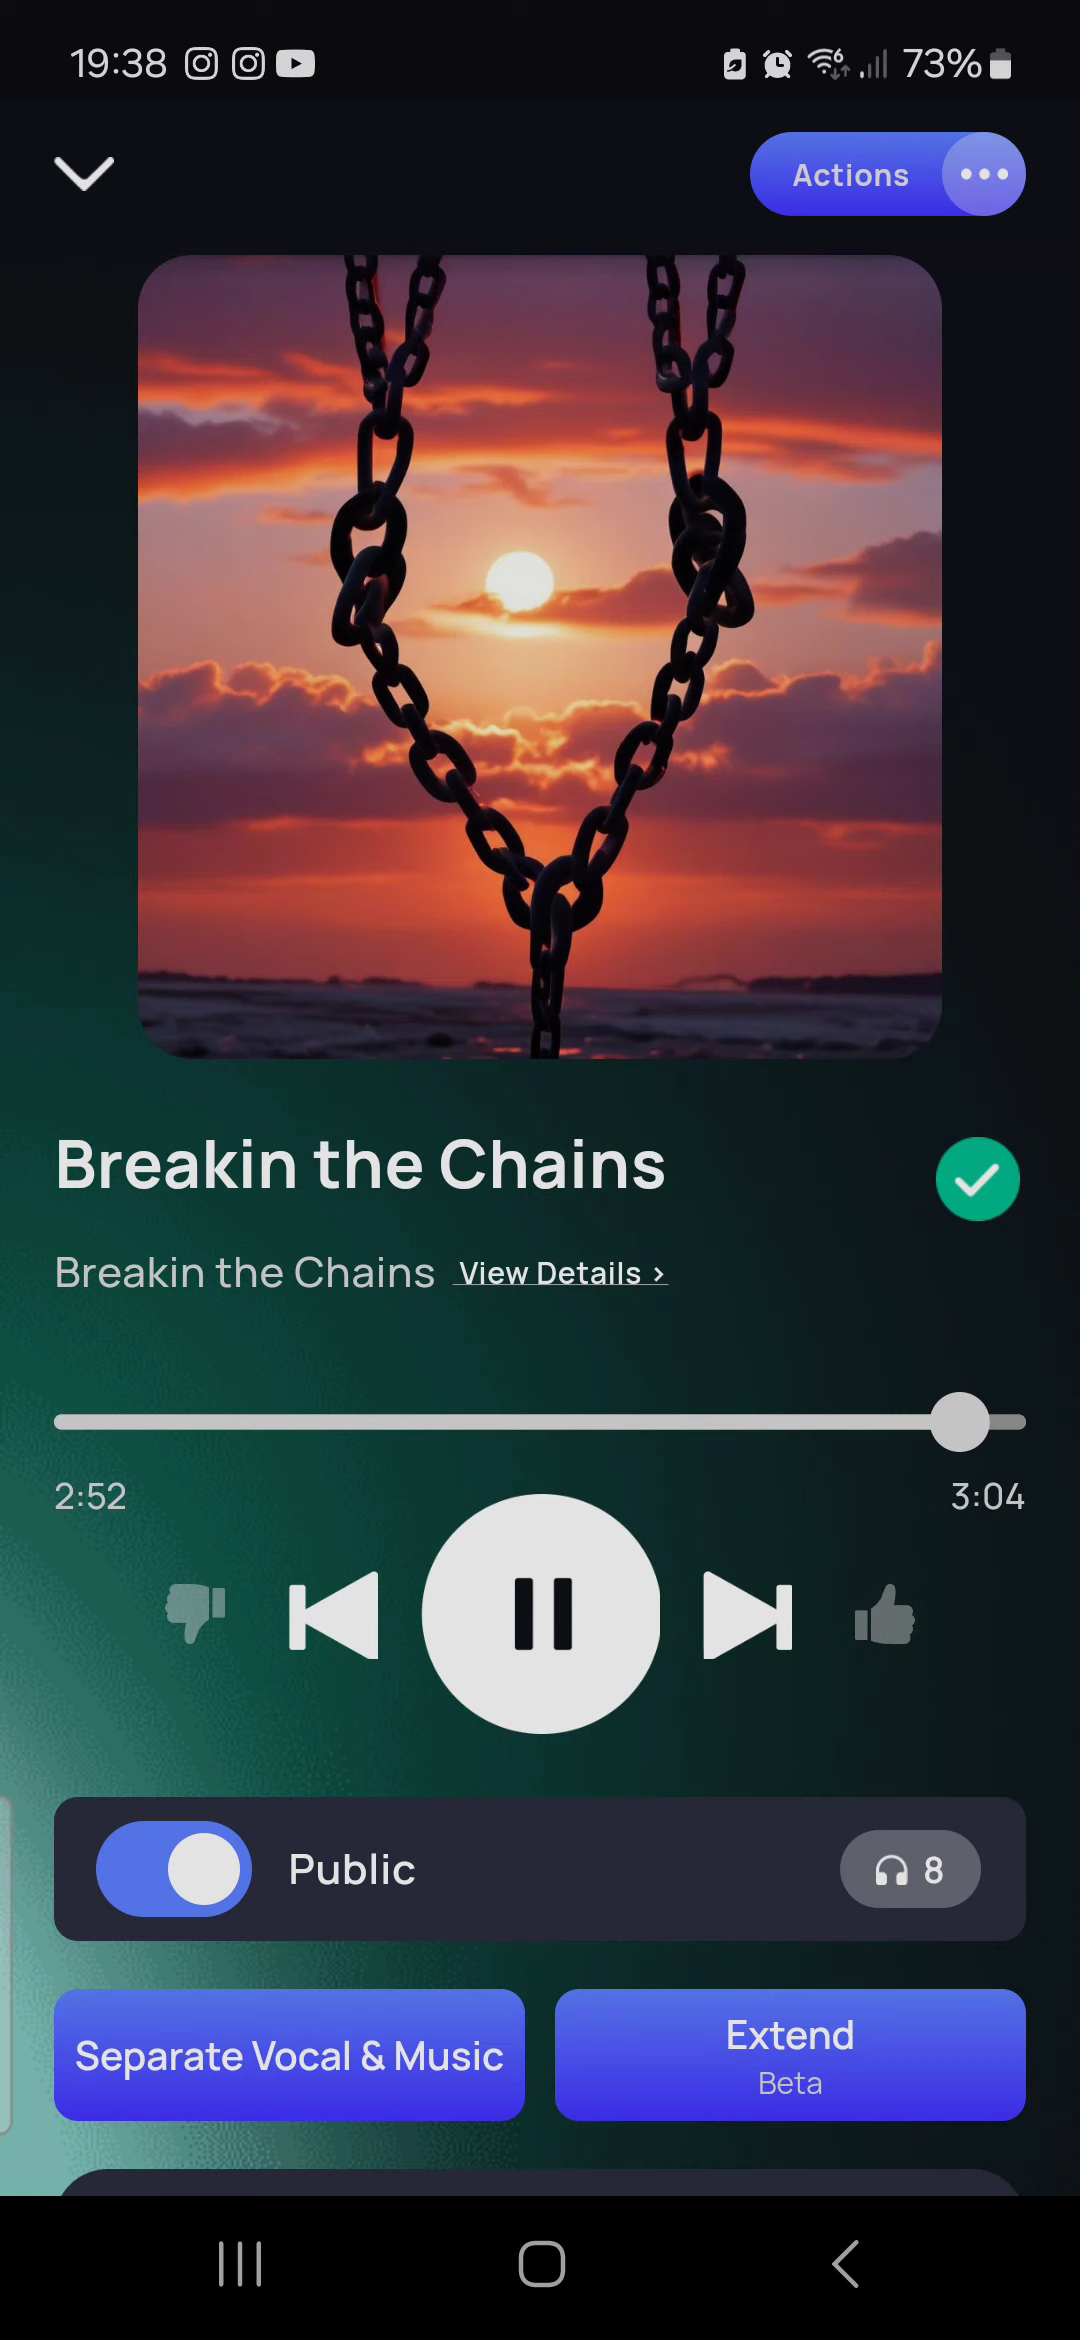 19:38
6
73%
Actions
Breakin the Chains
Breakin the Chains View Details >
2:52
3:04
Public
8
Separate Vocal & Music
Extend
Beta